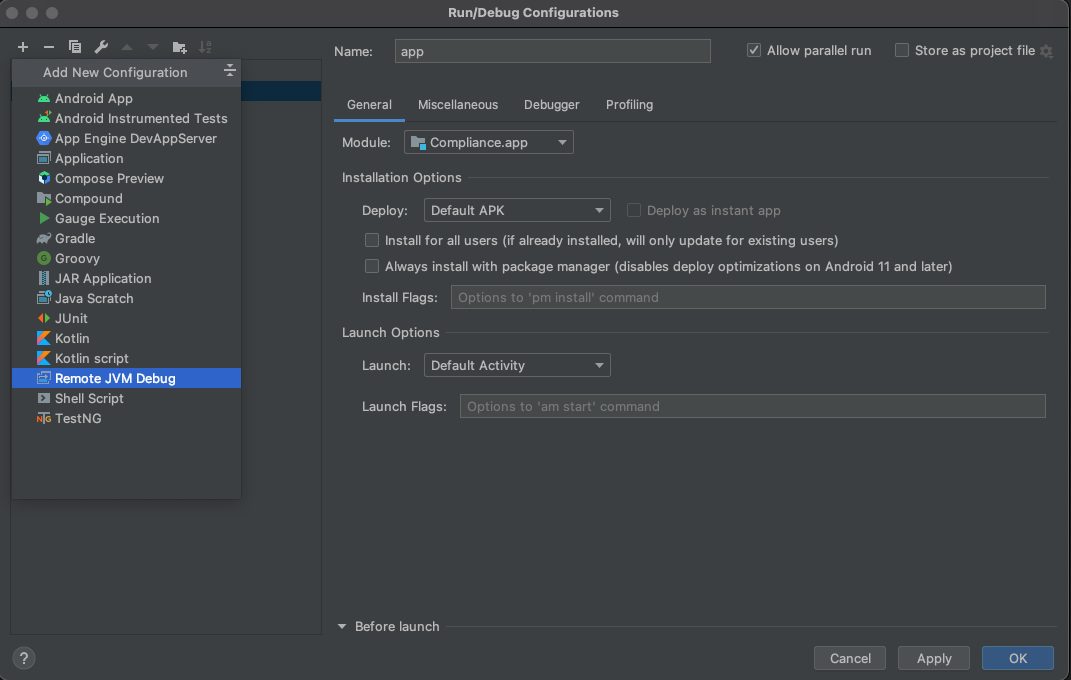 Run/Debug Configurations
Add New Configuration
Android App
Android Instrumented Tests
App Engine DevAppServer
Application
Compose Preview
Compound
Gauge Execution
Gradle
Groovy
JAR Application
Java Scratch
JUnit
Kotlin
Kotlin script
Remote JVM Debug
Shell Script
TestNG
Name: app Allow parallel run Store as project file
General Miscellaneous Debugger Profiling
Module: Compliance.app
Installation Options
Deploy: Default APK Deploy as instant app
Install for all users (if already installed, will only update for existing users)
Always install with package manager (disables deploy optimizations on Android 11 and later)
Install Flags: Options to 'pm install' command
Launch Options
Launch: Default Activity
Launch Flags: Options to 'am start' command
Before launch
? Cancel Apply OK